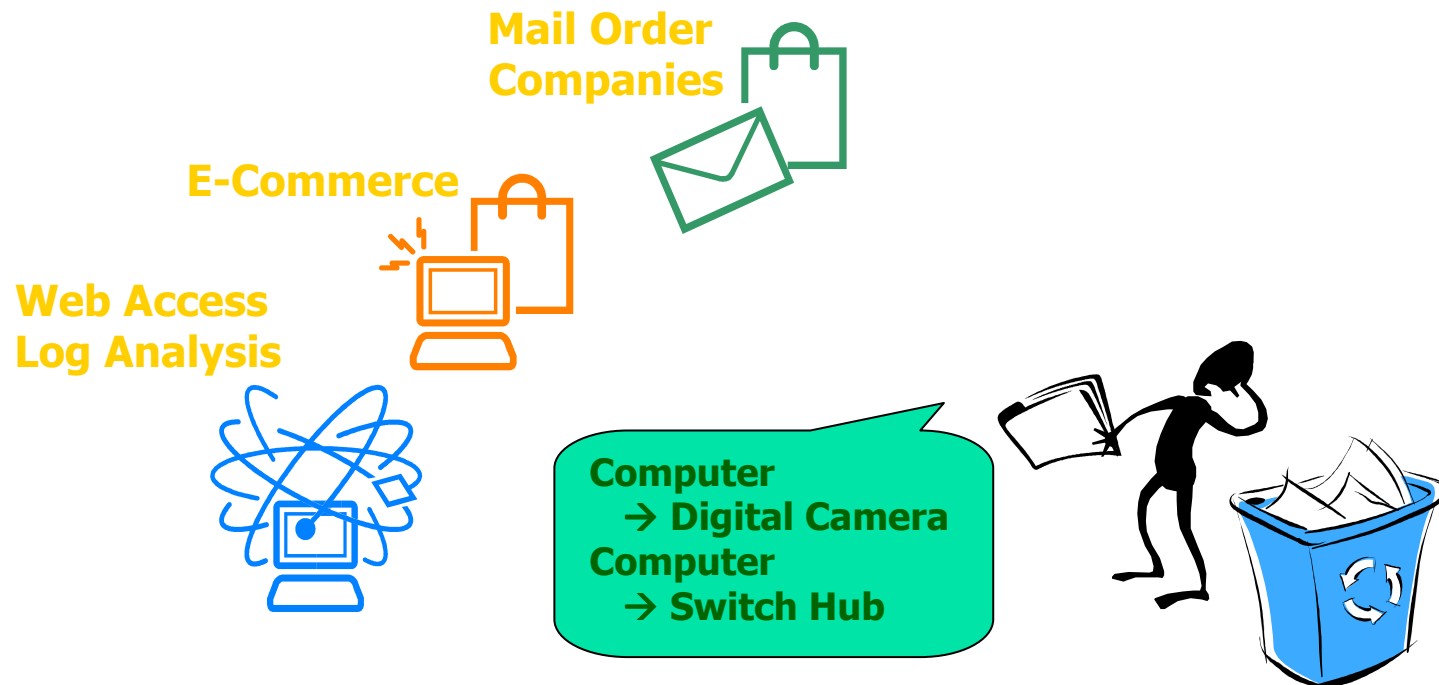 Mail Order
Companies
E-Commerce
Web Access
Log Analysis
Computer
→ Digital Camera
Computer
→ Switch Hub